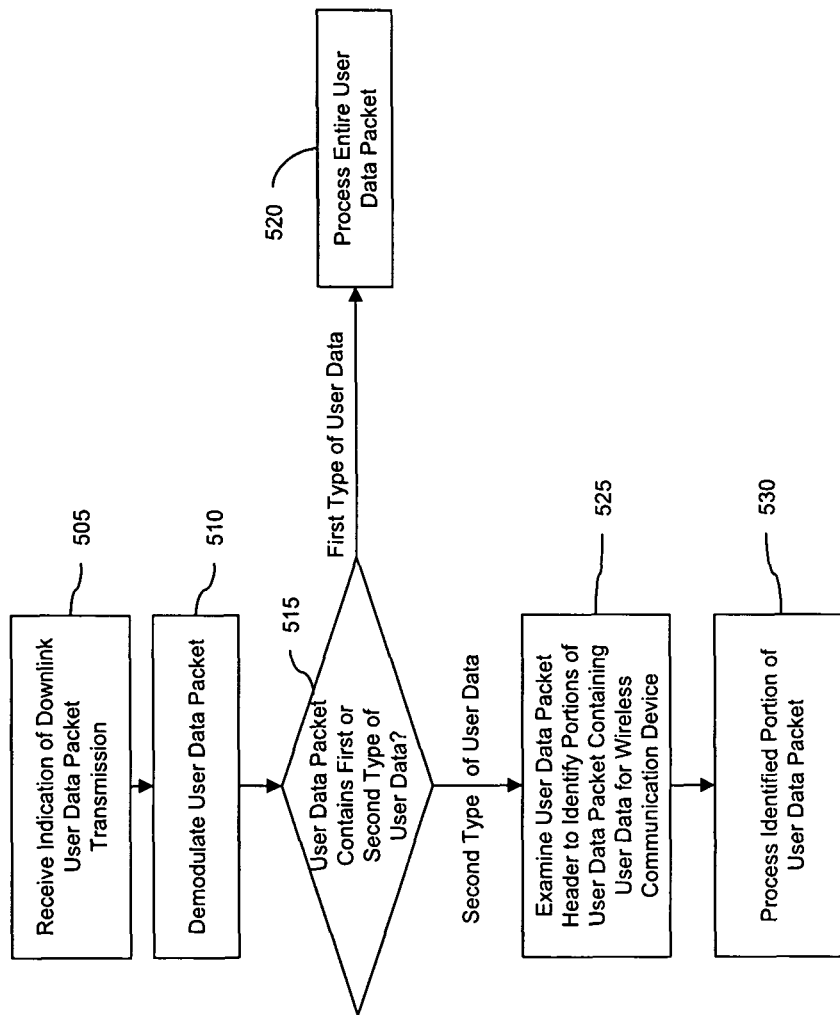 505
Receive Indication of Downlink
User Data Packet
Transmission
510
Demodulate User Data Packet
515
User Data Packet
Contains First or
Second Type of
User Data?
First Type of User Data
520
Process Entire User
Data Packet
Second Type of User Data
525
Examine User Data Packet
Header to Identify Portions of
User Data Packet Containing
User Data for Wireless
Communication Device
530
Process Identified Portion of
User Data Packet